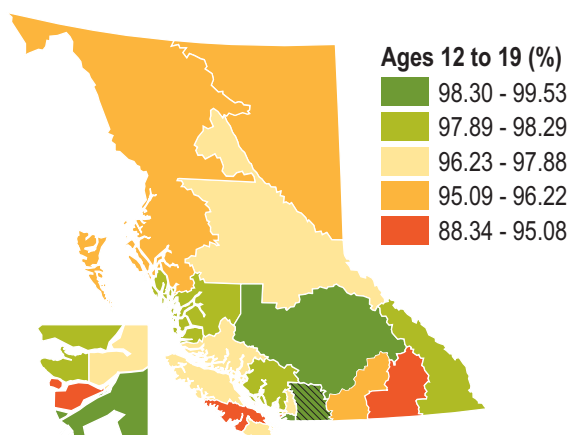 Ages 12 to 19 (%)
98.30 - 99.53
97.89 - 98.29
96.23 - 97.88
95.09 - 96.22
88.34 - 95.08